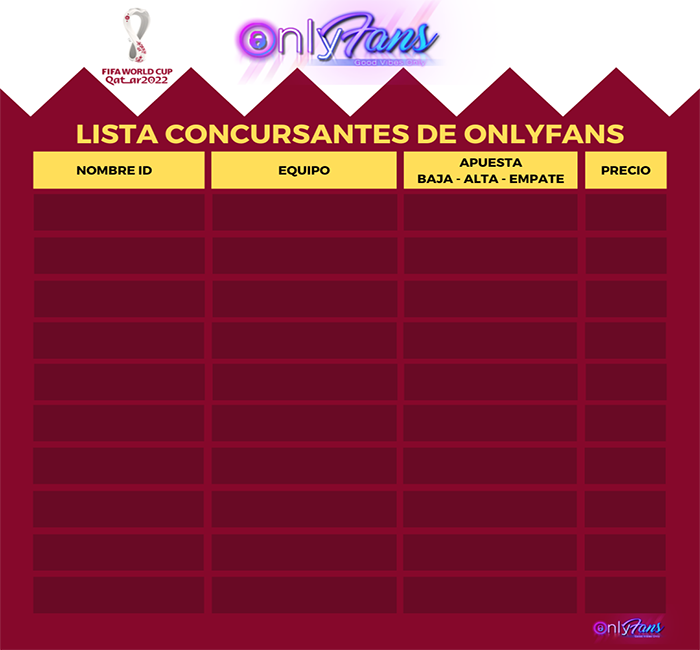 FIFA WORLD CUP
Qatar2022
OnlyFans
Good Vibes Only
LISTA CONCURSANTES DE ONLYFANS
NOMBRE ID
EQUIPO
APUESTA
BAJA - ALTA - EMPATE
PRECIO
OnlyFans